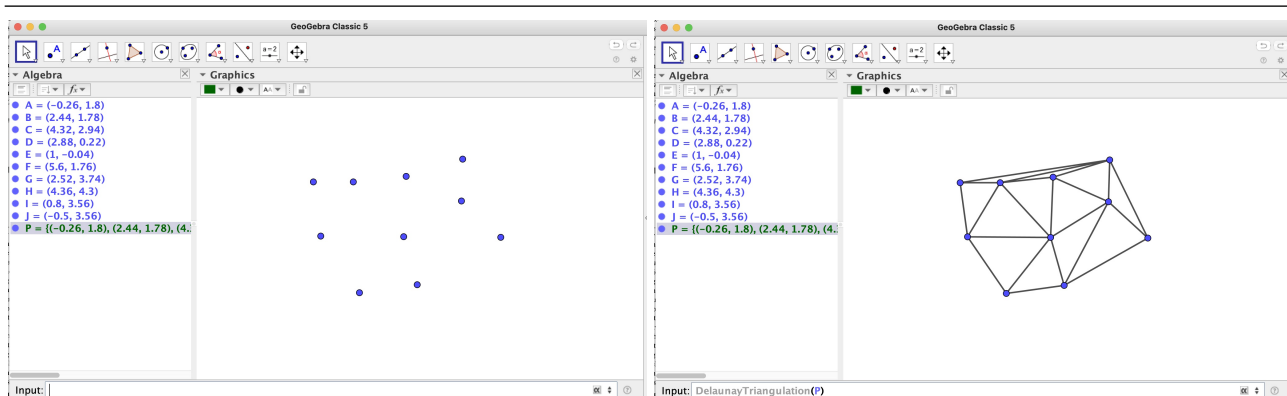 GeoGebra Classic 5
Algebra
Graphics
A = (-0.26, 1.8)
B = (2.44, 1.78)
C = (4.32, 2.94)
D = (2.88, 0.22)
E = (1, -0.04)
F = (5.6, 1.76)
G = (2.52, 3.74)
H = (4.36, 4.3)
I = (0.8, 3.56)
J = (-0.5, 3.56)
P = {(-0.26, 1.8), (2.44, 1.78), (4.
Input:
GeoGebra Classic 5
Algebra
Graphics
A = (-0.26, 1.8)
B = (2.44, 1.78)
C = (4.32, 2.94)
D = (2.88, 0.22)
E = (1, -0.04)
F = (5.6, 1.76)
G = (2.52, 3.74)
H = (4.36, 4.3)
I = (0.8, 3.56)
J = (-0.5, 3.56)
P = {(-0.26, 1.8), (2.44, 1.78), (4.
Input: DelaunayTriangulation(P)